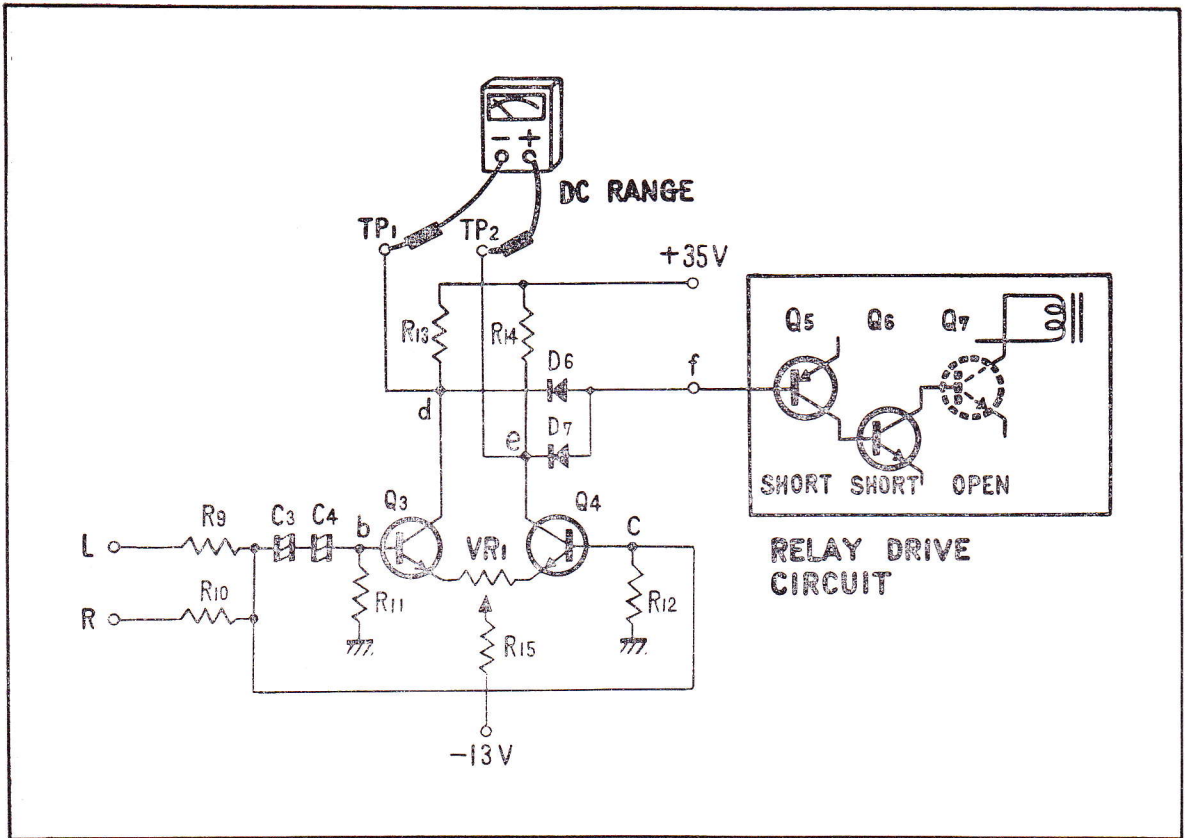 − +
DC RANGE
TP1
TP2
+35V
R13
R14
D6
f
d
D7
e
Q5
Q6
Q7
SHORT SHORT OPEN
RELAY DRIVE
CIRCUIT
Q3
Q4
L
R9
C3
C4
b
VR1
C
R10
R
R11
R12
R15
−13V